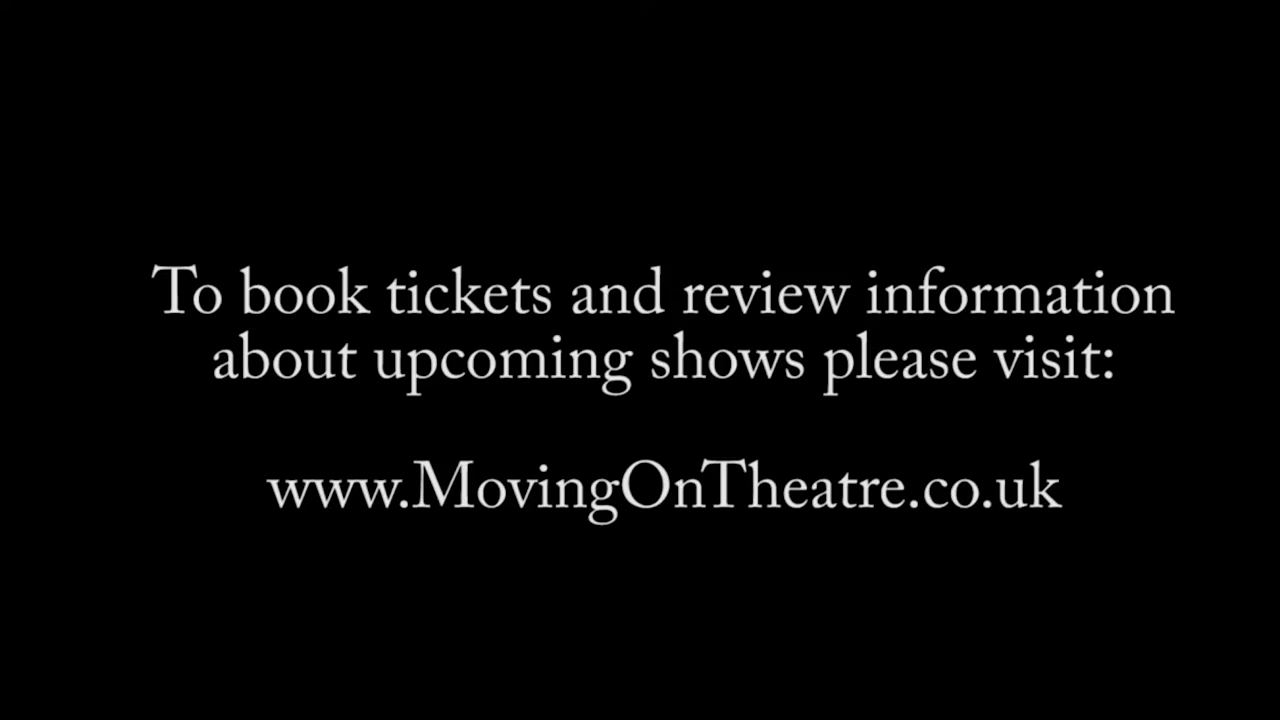 To book tickets and review information
about upcoming shows please visit:
www.MovingOnTheatre.co.uk